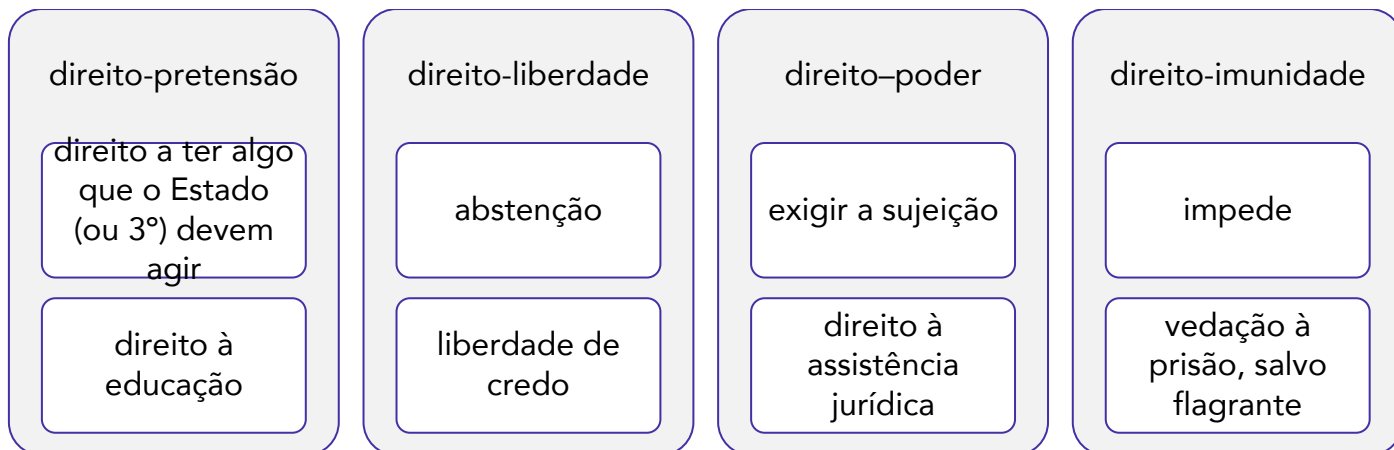 direito-pretensão
direito a ter algo
que o Estado
(ou 3º) devem
agir
direito à
educação
direito-liberdade
abstenção
liberdade de
credo
direito–poder
exigir a sujeição
direito à
assistência
jurídica
direito-imunidade
impede
vedação à
prisão, salvo
flagrante